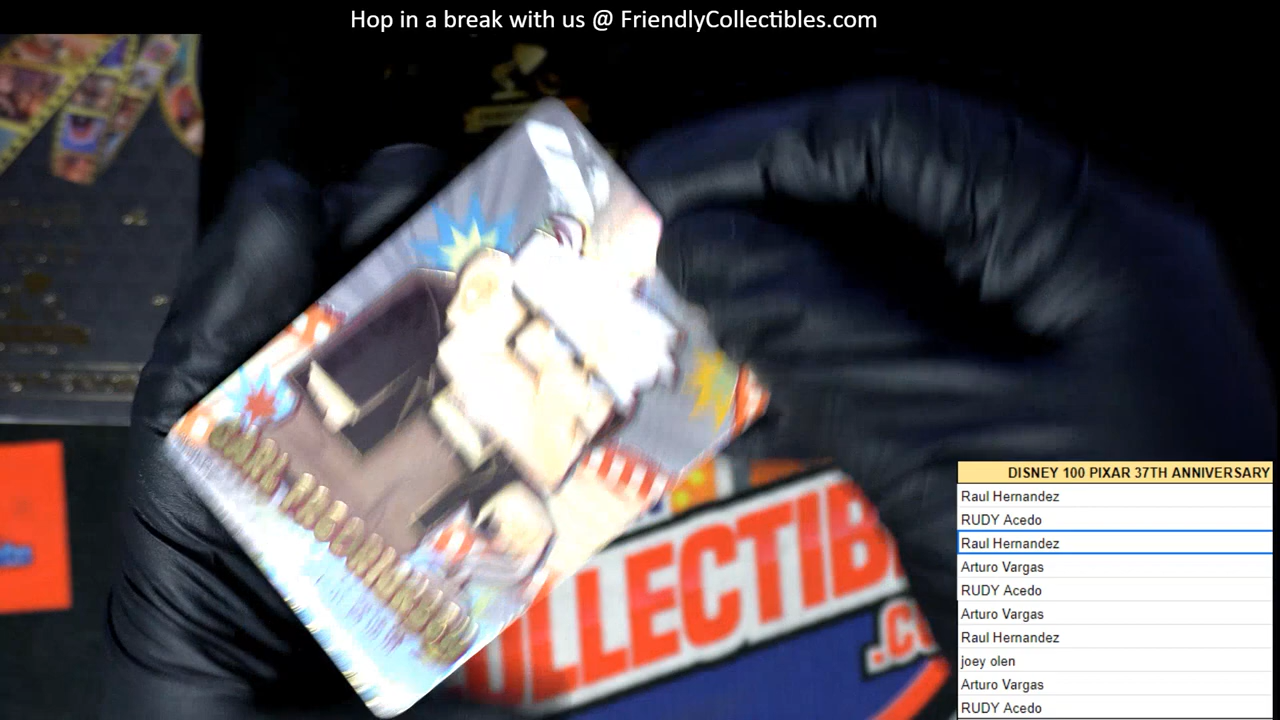 Hop in a break with us @ FriendlyCollectibles.com
CARL FREDRICKSEN
OLLECTIB
.CO
DISNEY 100 PIXAR 37TH ANNIVERSARY
Raul Hernandez
RUDY Acedo
Raul Hernandez
Arturo Vargas
RUDY Acedo
Arturo Vargas
Raul Hernandez
joey olen
Arturo Vargas
RUDY Acedo